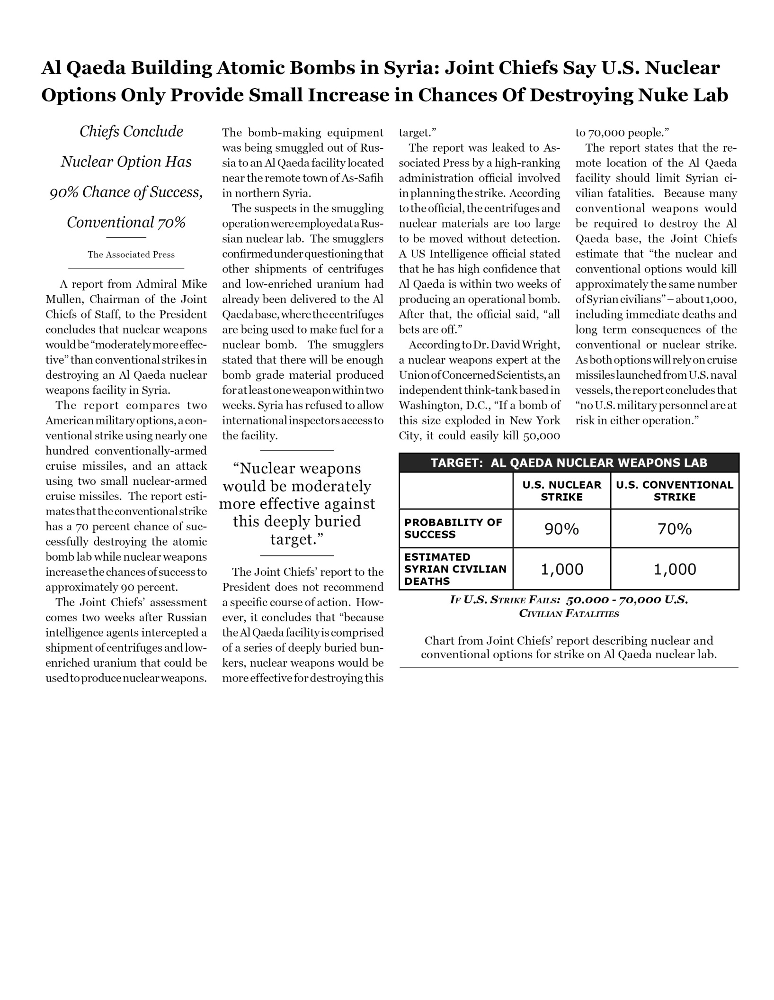 Al Qaeda Building Atomic Bombs in Syria: Joint Chiefs Say U.S. Nuclear
Options Only Provide Small Increase in Chances Of Destroying Nuke Lab
Chiefs Conclude
Nuclear Option Has
90% Chance of Success,
Conventional 70%
The Associated Press
A report from Admiral Mike
Mullen, Chairman of the Joint
Chiefs of Staff, to the President
concludes that nuclear weapons
would be “moderately more effec-
tive” than conventional strikes in
destroying an Al Qaeda nuclear
weapons facility in Syria.
The report compares two
American military options, a con-
ventional strike using nearly one
hundred conventionally-armed
cruise missiles, and an attack
using two small nuclear-armed
cruise missiles. The report esti-
mates that the conventional strike
has a 70 percent chance of suc-
cessfully destroying the atomic
bomb lab while nuclear weapons
increase the chances of success to
approximately 90 percent.
The Joint Chiefs’ assessment
comes two weeks after Russian
intelligence agents intercepted a
shipment of centrifuges and low-
enriched uranium that could be
used to produce nuclear weapons.
The bomb-making equipment
was being smuggled out of Rus-
sia to an Al Qaeda facility located
near the remote town of As-Safih
in northern Syria.
The suspects in the smuggling
operation were employed at a Rus-
sian nuclear lab. The smugglers
confirmed under questioning that
other shipments of centrifuges
and low-enriched uranium had
already been delivered to the Al
Qaeda base, where the centrifuges
are being used to make fuel for a
nuclear bomb. The smugglers
stated that there will be enough
bomb grade material produced
for at least one weapon within two
weeks. Syria has refused to allow
international inspectors access to
the facility.
“Nuclear weapons
would be moderately
more effective against
this deeply buried
target.”
The Joint Chiefs’ report to the
President does not recommend
a specific course of action. How-
ever, it concludes that “because
the Al Qaeda facility is comprised
of a series of deeply buried bun-
kers, nuclear weapons would be
more effective for destroying this
target.”
The report was leaked to As-
sociated Press by a high-ranking
administration official involved
in planning the strike. According
to the official, the centrifuges and
nuclear materials are too large
to be moved without detection.
A US Intelligence official stated
that he has high confidence that
Al Qaeda is within two weeks of
producing an operational bomb.
After that, the official said, “all
bets are off.”
According to Dr. David Wright,
a nuclear weapons expert at the
Union of Concerned Scientists, an
independent think-tank based in
Washington, D.C., “If a bomb of
this size exploded in New York
City, it could easily kill 50,000
to 70,000 people.”
The report states that the re-
mote location of the Al Qaeda
facility should limit Syrian ci-
vilian fatalities. Because many
conventional weapons would
be required to destroy the Al
Qaeda base, the Joint Chiefs
estimate that “the nuclear and
conventional options would kill
approximately the same number
of Syrian civilians” – about 1,000,
including immediate deaths and
long term consequences of the
conventional or nuclear strike.
As both options will rely on cruise
missiles launched from U.S. naval
vessels, the report concludes that
“no U.S. military personnel are at
risk in either operation.”
TARGET: AL QAEDA NUCLEAR WEAPONS LAB
U.S. NUCLEAR STRIKE U.S. CONVENTIONAL STRIKE
PROBABILITY OF SUCCESS 90% 70%
ESTIMATED SYRIAN CIVILIAN DEATHS 1,000 1,000
If U.S. Strike Fails: 50.000 - 70,000 U.S.
Civilian Fatalities
Chart from Joint Chiefs’ report describing nuclear and
conventional options for strike on Al Qaeda nuclear lab.